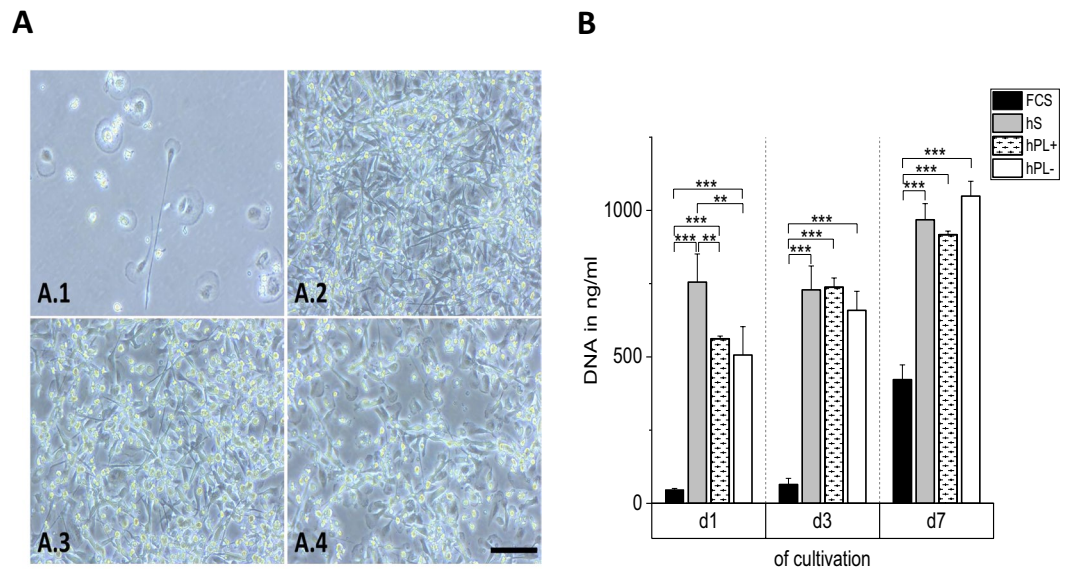 A
B
A.1
A.2
A.3
A.4
FCS
hS
hPL+
hPL-
DNA in ng/ml
1000
500
0
***
**
***
*** **
***
***
***
***
***
***
d1
d3
d7
of cultivation